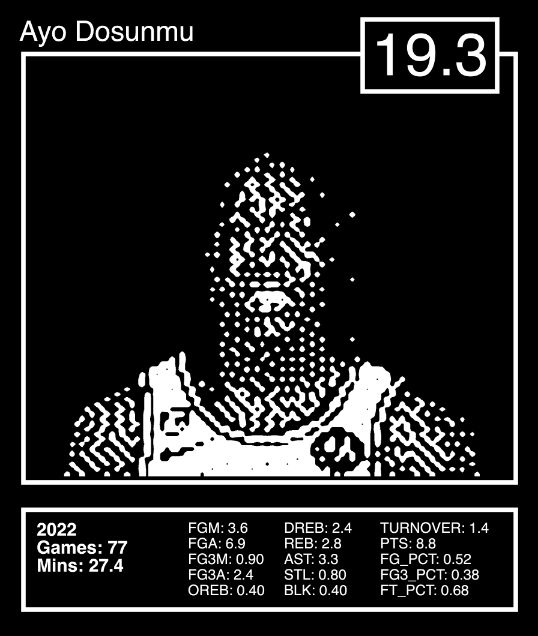 Ayo Dosunmu
19.3
2022
Games: 77
Mins: 27.4
FGM: 3.6
FGA: 6.9
FG3M: 0.90
FG3A: 2.4
OREB: 0.40
DREB: 2.4
REB: 2.8
AST: 3.3
STL: 0.80
BLK: 0.40
TURNOVER: 1.4
PTS: 8.8
FG_PCT: 0.52
FG3_PCT: 0.38
FT_PCT: 0.68